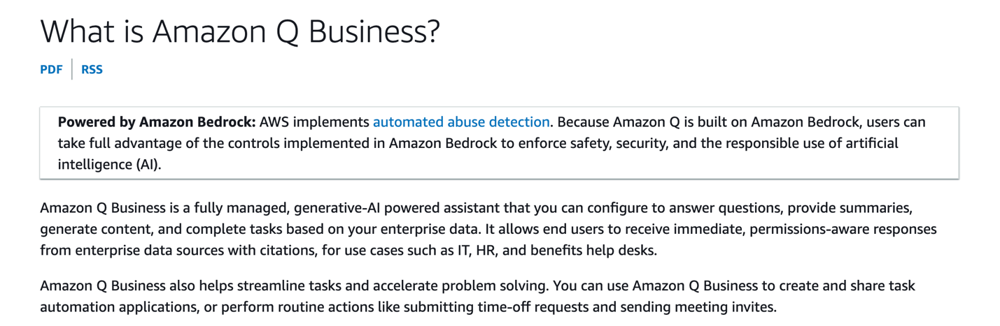 What is Amazon Q Business?
PDF
RSS
Powered by Amazon Bedrock: AWS implements automated abuse detection. Because Amazon Q is built on Amazon Bedrock, users can
take full advantage of the controls implemented in Amazon Bedrock to enforce safety, security, and the responsible use of artificial
intelligence (AI).
Amazon Q Business is a fully managed, generative-AI powered assistant that you can configure to answer questions, provide summaries,
generate content, and complete tasks based on your enterprise data. It allows end users to receive immediate, permissions-aware responses
from enterprise data sources with citations, for use cases such as IT, HR, and benefits help desks.
Amazon Q Business also helps streamline tasks and accelerate problem solving. You can use Amazon Q Business to create and share task
automation applications, or perform routine actions like submitting time-off requests and sending meeting invites.